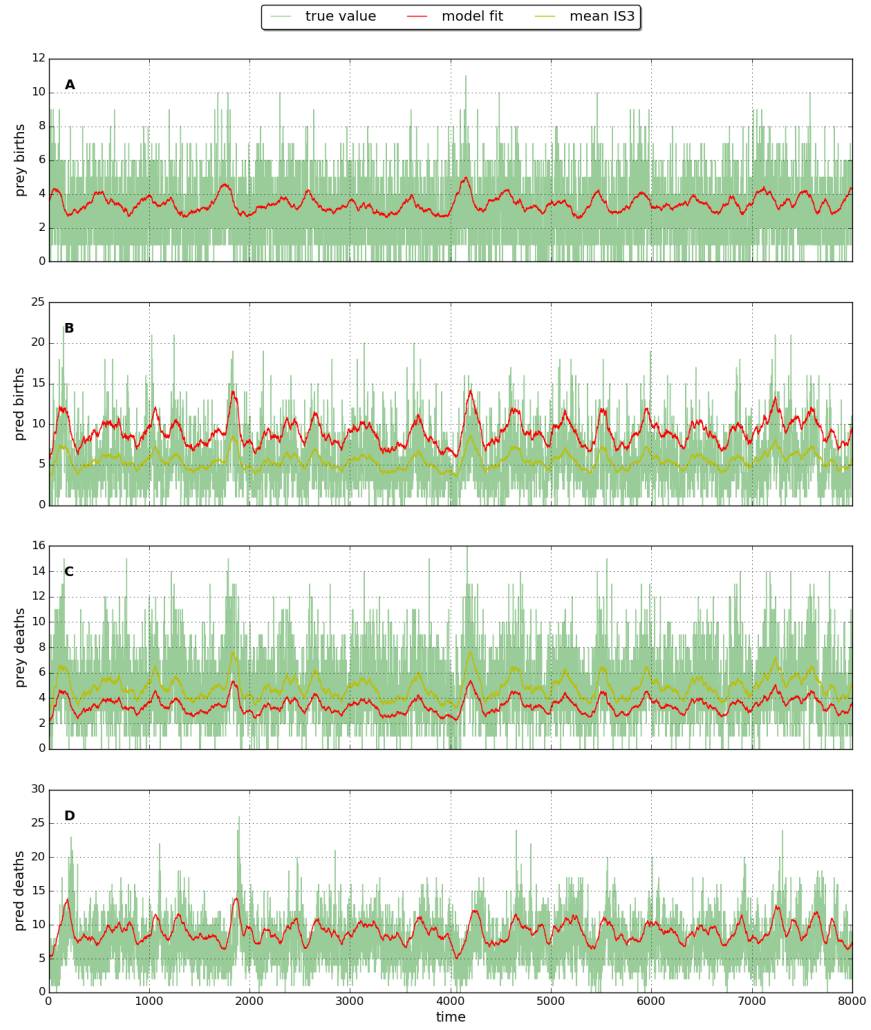 true value model fit mean IS3
12
10
8
6
4
2
0
prey births
A
25
20
15
10
5
0
pred births
B
16
14
12
10
8
6
4
2
0
prey deaths
C
30
25
20
15
10
5
0
pred deaths
D
0 1000 2000 3000 4000 5000 6000 7000 8000
time